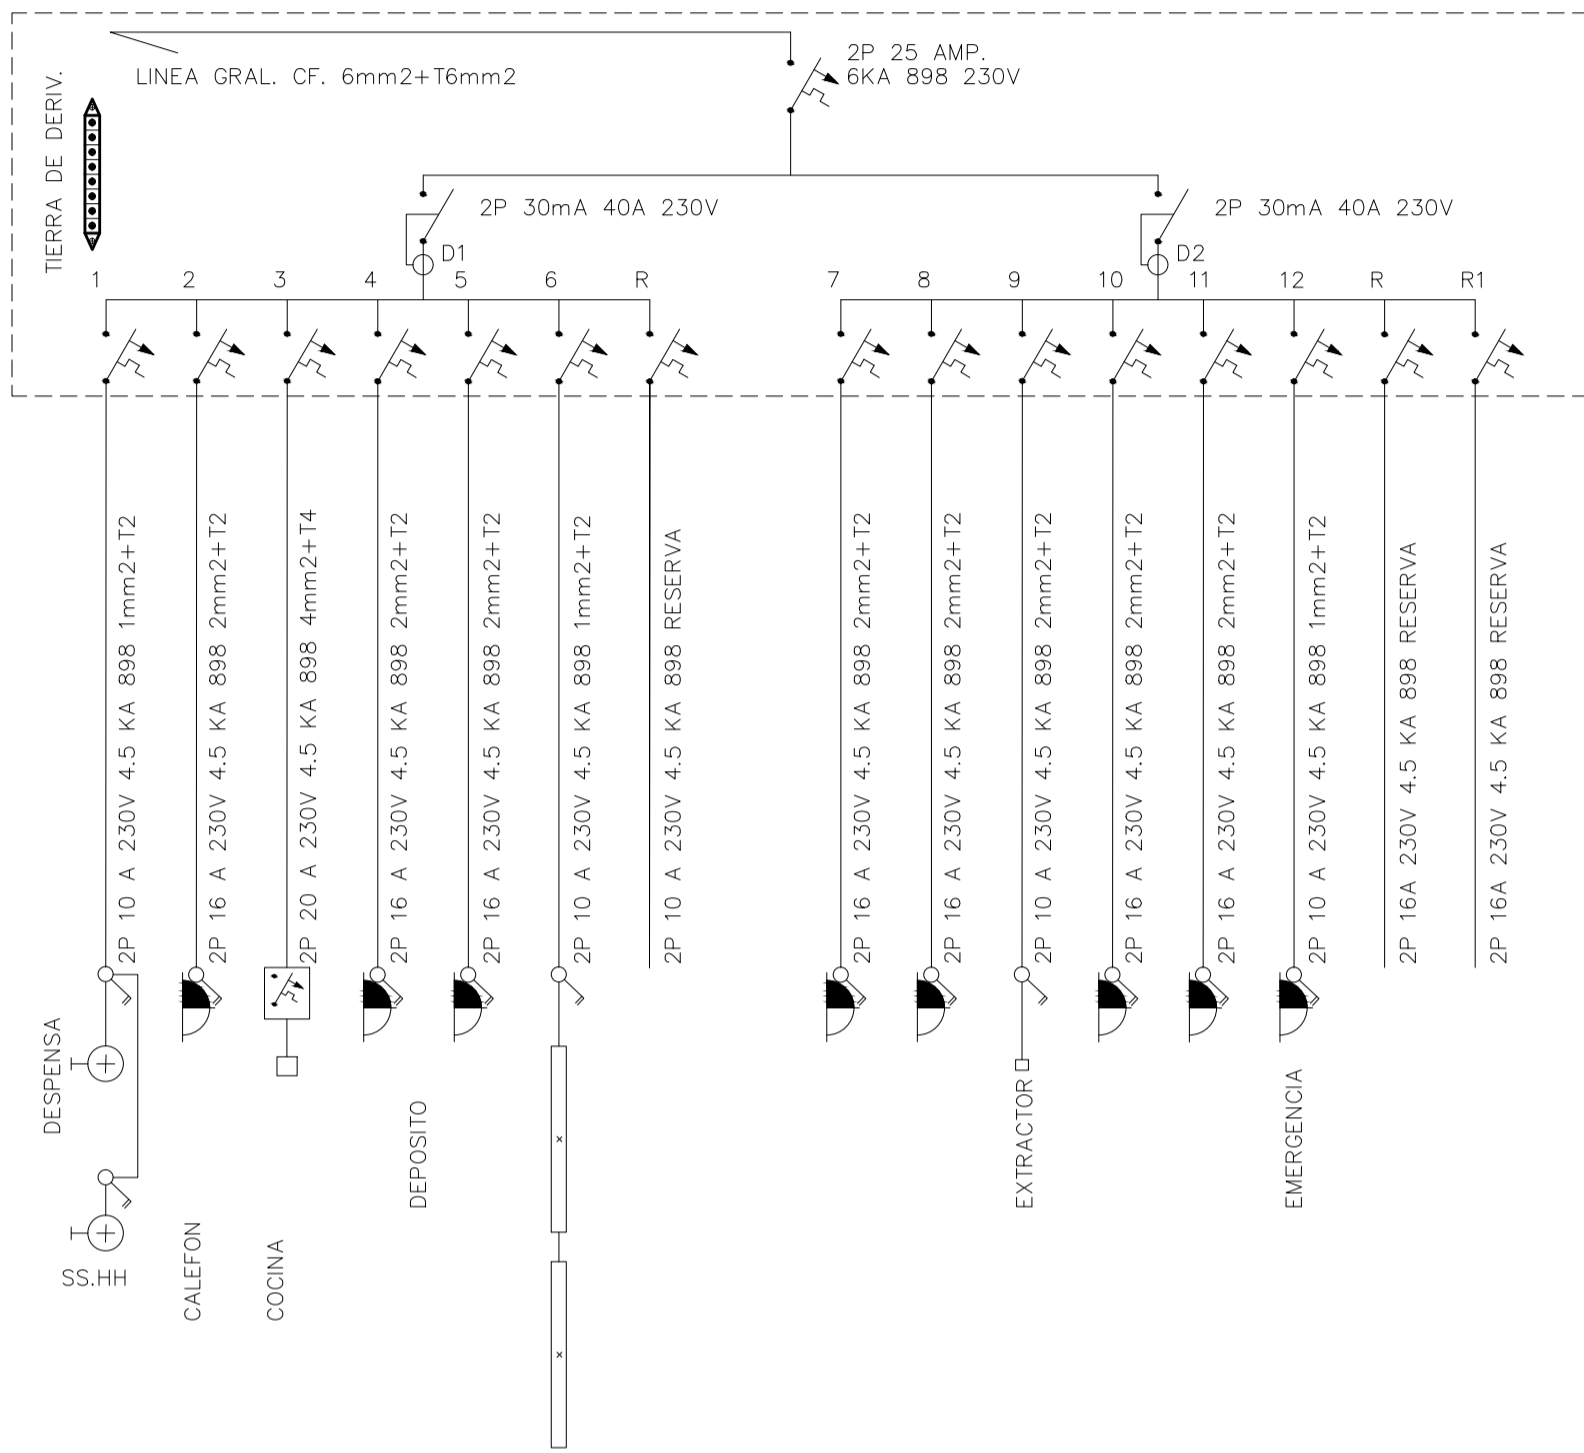 2P 25 AMP.
6KA 898 230V
LINEA GRAL. CF. 6mm2+T6mm2
TIERRA DE DERIV.
2P 30mA 40A 230V
2P 30mA 40A 230V
D1
D2
1
2
3
4
5
6
R
7
8
9
10
11
12
R
R1
2P 10 A 230V 4.5 KA 898 1mm2+T2
2P 16 A 230V 4.5 KA 898 2mm2+T2
2P 20 A 230V 4.5 KA 898 4mm2+T4
2P 16 A 230V 4.5 KA 898 2mm2+T2
2P 16 A 230V 4.5 KA 898 2mm2+T2
2P 10 A 230V 4.5 KA 898 1mm2+T2
2P 10 A 230V 4.5 KA 898 RESERVA
2P 16 A 230V 4.5 KA 898 2mm2+T2
2P 16 A 230V 4.5 KA 898 2mm2+T2
2P 10 A 230V 4.5 KA 898 2mm2+T2
2P 16 A 230V 4.5 KA 898 2mm2+T2
2P 16 A 230V 4.5 KA 898 2mm2+T2
2P 10 A 230V 4.5 KA 898 1mm2+T2
2P 16A 230V 4.5 KA 898 RESERVA
2P 16A 230V 4.5 KA 898 RESERVA
DESPENSA
SS.HH
CALEFON
COCINA
DEPOSITO
EXTRACTOR
EMERGENCIA